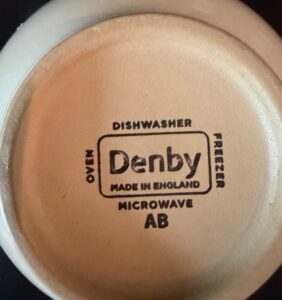 DISHWASHER
OVEN
Denby
MADE IN ENGLAND
FREEZER
MICROWAVE
AB